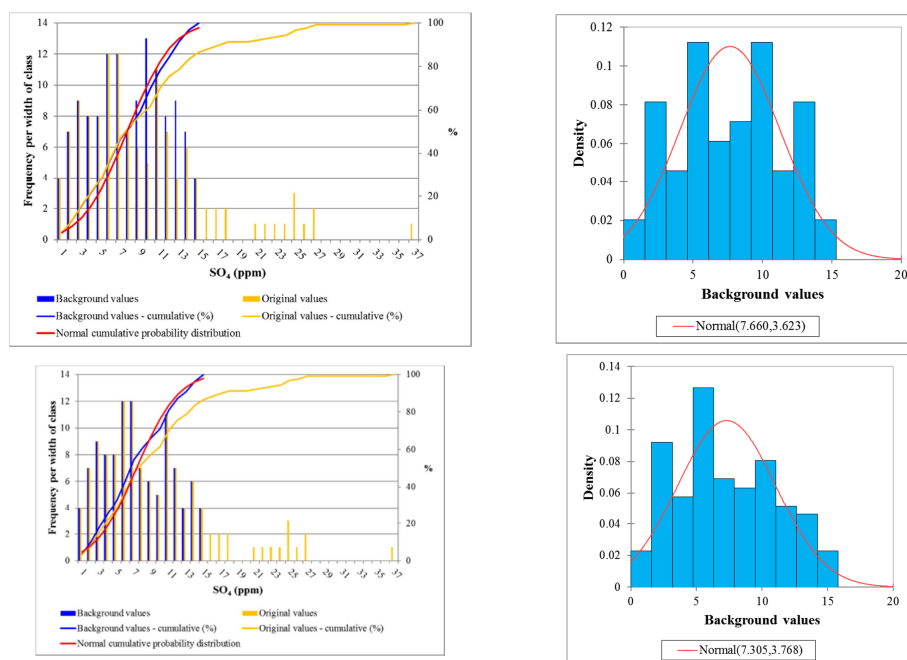 14
12
10
8
6
4
2
0
100
80
60
40
20
0
Frequency per width of class
%
1 3 5 7 9 11 13 15 17 19 21 23 25 27 29 31 33 35 37
SO₄ (ppm)
Background values
Original values
Background values - cumulative (%)
Original values - cumulative (%)
Normal cumulative probability distribution
0.12
0.1
0.08
0.06
0.04
0.02
0
Density
0 5 10 15 20
Background values
Normal(7.660,3.623)
14
12
10
8
6
4
2
0
100
80
60
40
20
0
Frequency per width of class
%
1 3 5 7 9 11 13 15 17 19 21 23 25 27 29 31 33 35 37
SO₄ (ppm)
Background values
Original values
Background values - cumulative (%)
Original values - cumulative (%)
Normal cumulative probability distribution
0.14
0.12
0.1
0.08
0.06
0.04
0.02
0
Density
0 5 10 15 20
Background values
Normal(7.305,3.768)